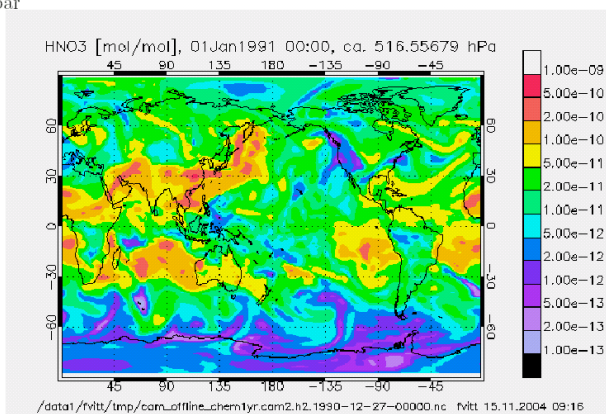 bar
HNO3 [mol/mol], 01Jan1991 00:00, ca. 516.55679 hPa
45 90 135 180 −135 −90 −45
60
30
0
−30
−60
60
30
0
−30
−60
45 90 135 180 −135 −90 −45
1.00e−09
5.00e−10
2.00e−10
1.00e−10
5.00e−11
2.00e−11
1.00e−11
5.00e−12
2.00e−12
1.00e−12
5.00e−13
2.00e−13
1.00e−13
/data1/fvitt/tmp/cam_offline_chem1yr.cam2.h2.1990−12−27−00000.nc fvitt 15.11.2004 09:16